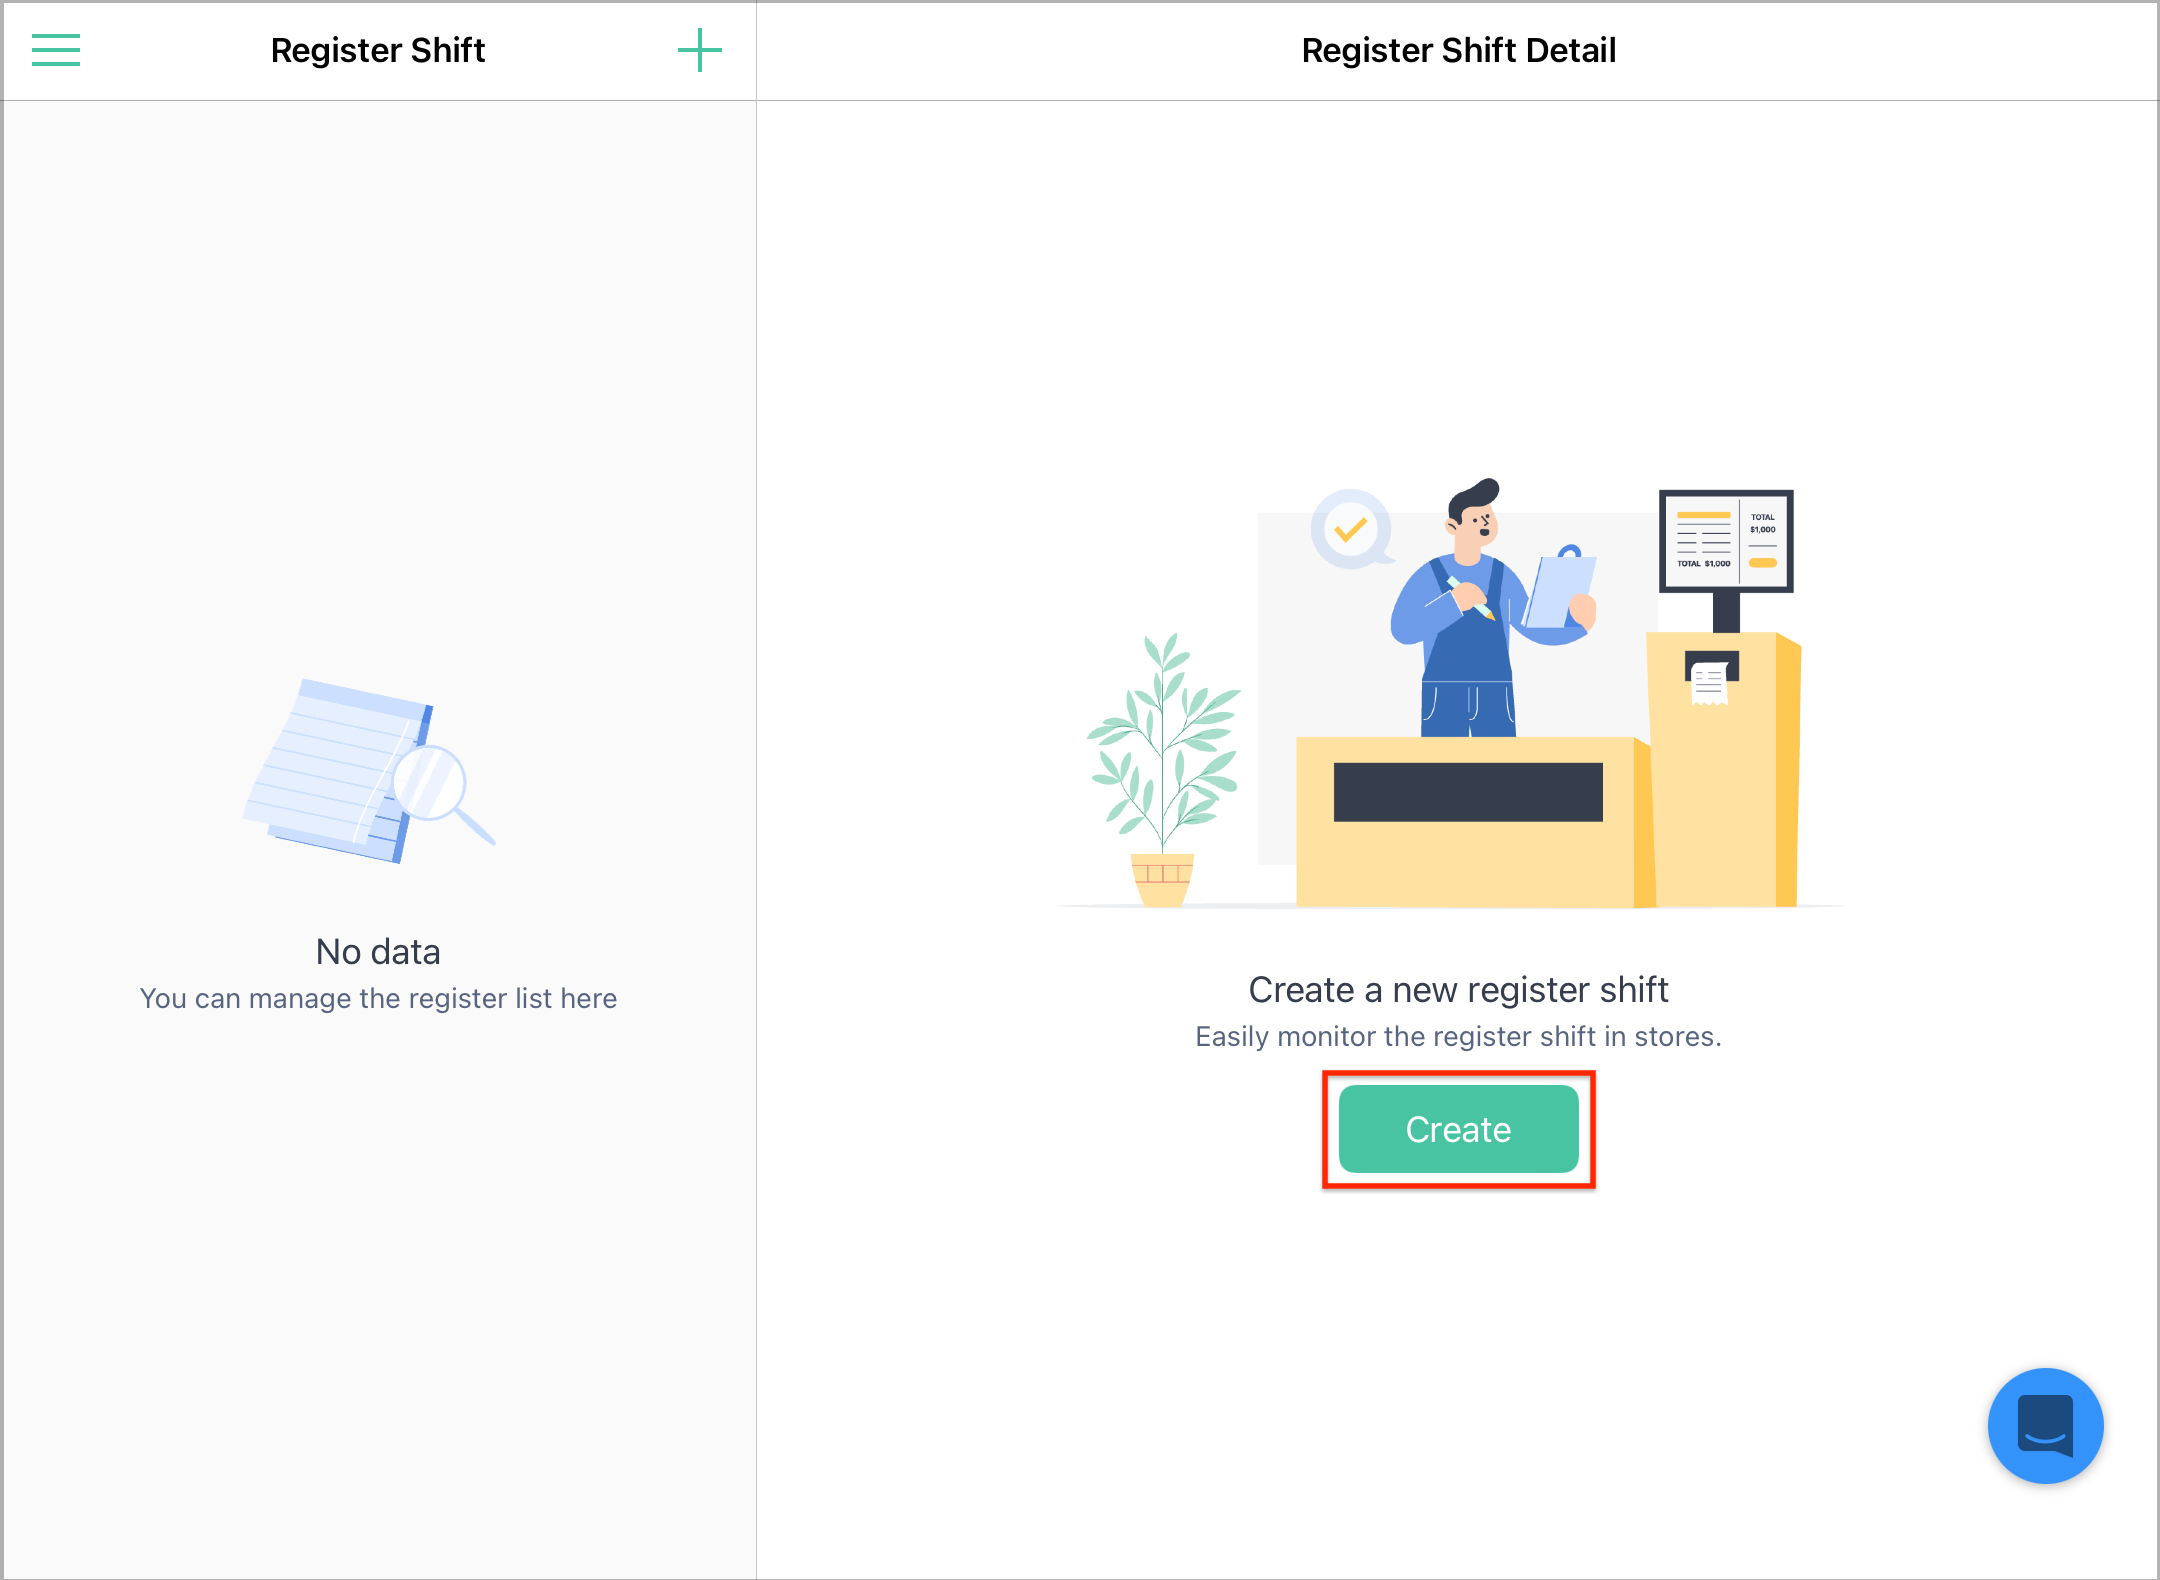 Register Shift
Register Shift Detail
No data
You can manage the register list here
TOTAL
$1,000
TOTAL $1,000
Create a new register shift
Easily monitor the register shift in stores.
Create